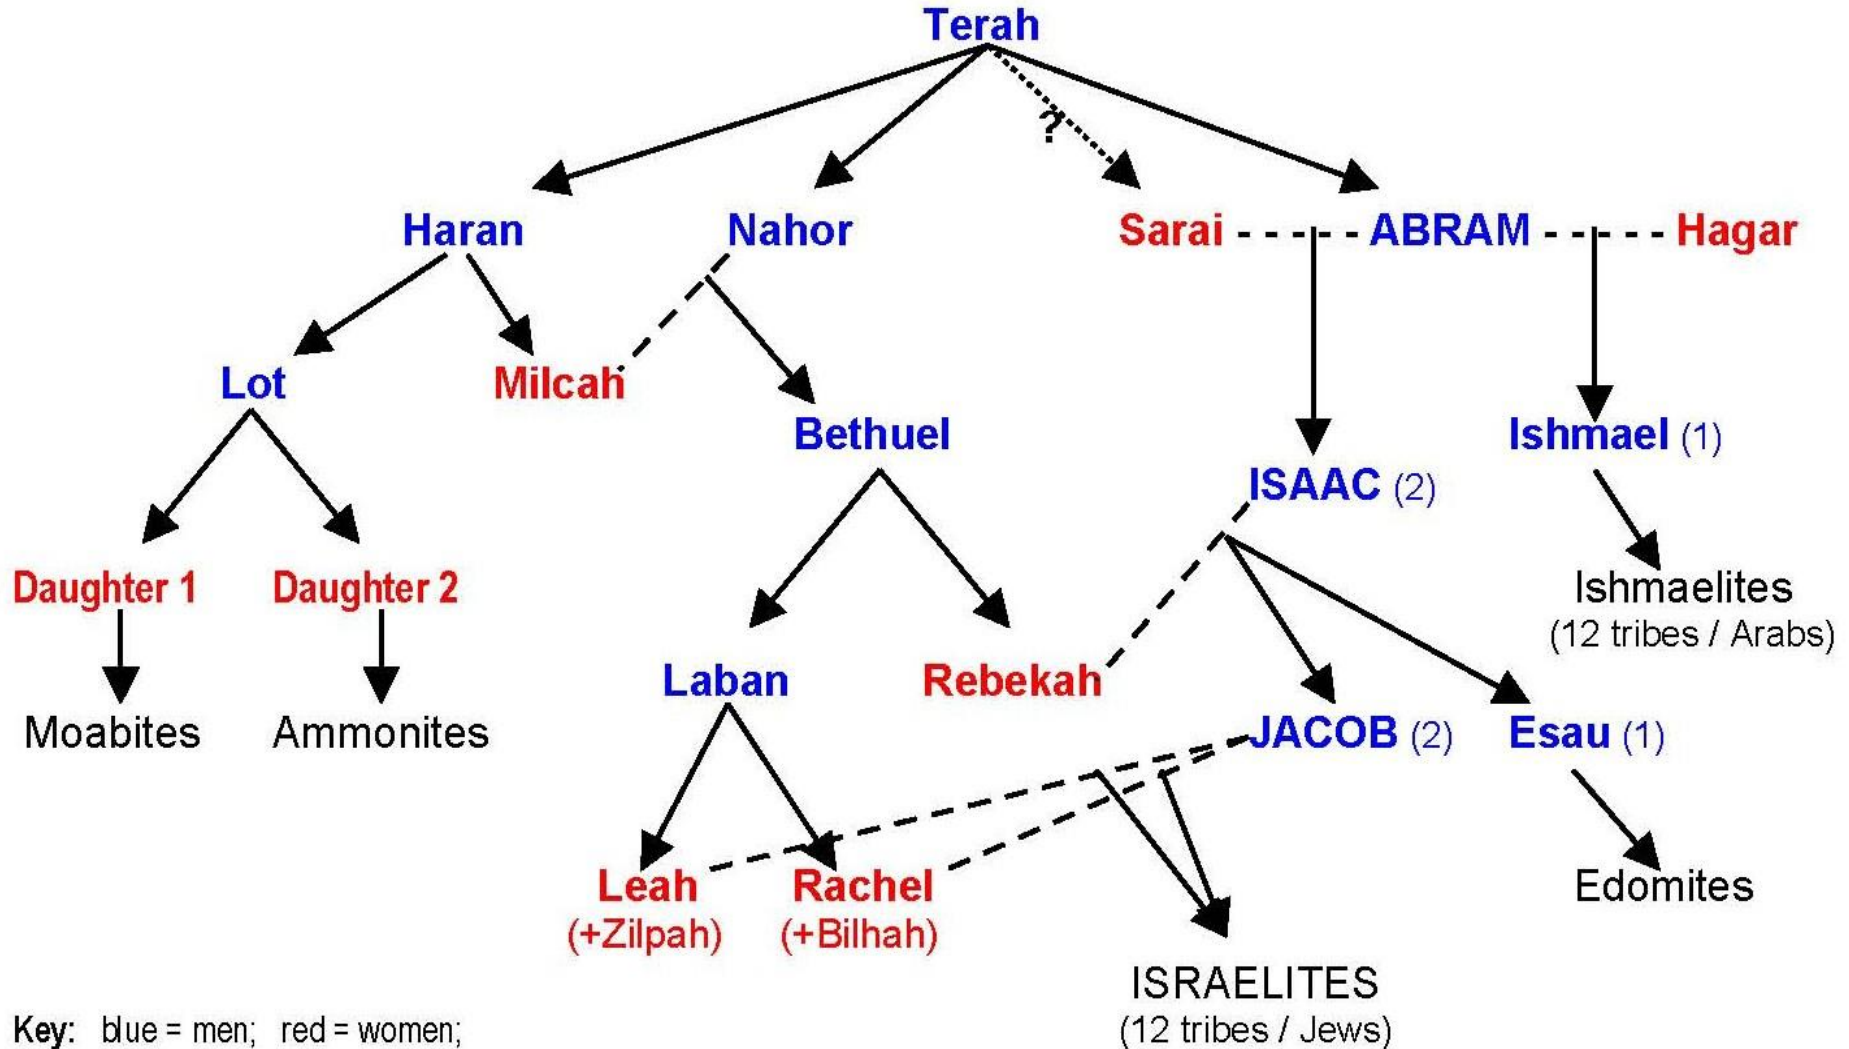 Terah
?
Haran Nahor Sarai ABRAM Hagar
Lot Milcah
Bethuel Ishmael (1)
ISAAC (2)
Daughter 1 Daughter 2 Ishmaelites
(12 tribes / Arabs)
Laban Rebekah
Moabites Ammonites JACOB (2) Esau (1)
Leah Rachel Edomites
(+Zilpah) (+Bilhah)
ISRAELITES
(12 tribes / Jews)
Key: blue = men; red = women;